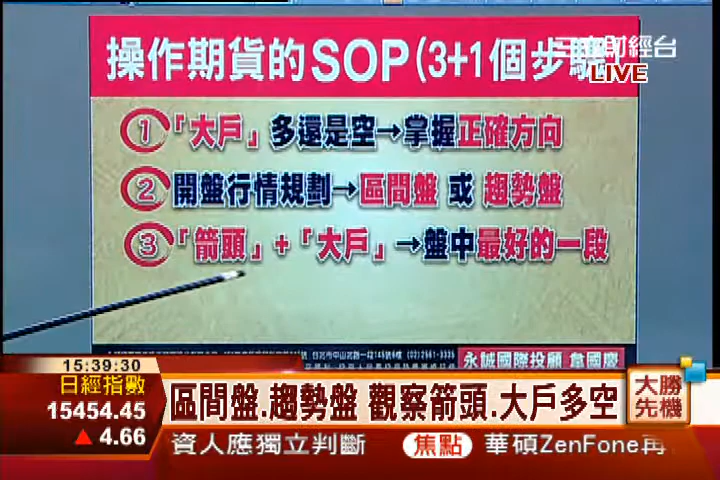 操作期貨的SOP(3+1個步驟)
財經台
LIVE
1 「大戶」多還是空→掌握正確方向
2 開盤行情規劃→區間盤 或 趨勢盤
3 「箭頭」+「大戶」→盤中最好的一段
永誠國際投顧 韋國慶
15:39:30
日經指數
15454.45
▲ 4.66
區間盤.趨勢盤 觀察箭頭.大戶多空
大勝先機
資人應獨立判斷 焦點 華碩ZenFone再